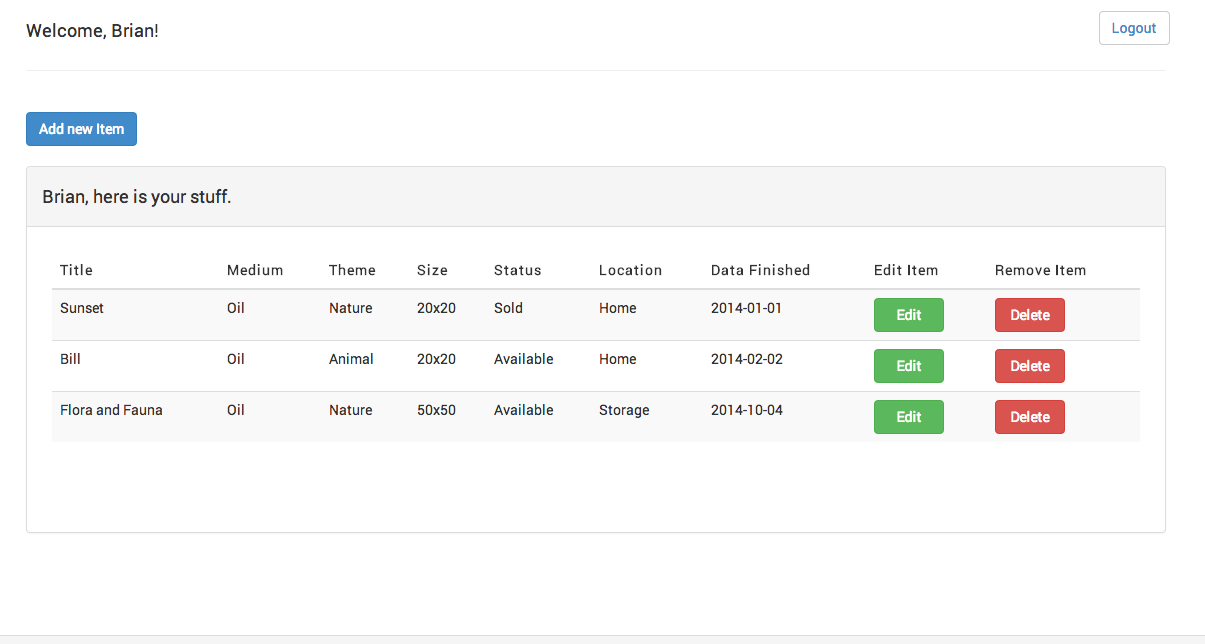 Welcome, Brian!
Logout
Add new Item
Brian, here is your stuff.
Title Medium Theme Size Status Location Data Finished Edit Item Remove Item
Sunset Oil Nature 20x20 Sold Home 2014-01-01 Edit Delete
Bill Oil Animal 20x20 Available Home 2014-02-02 Edit Delete
Flora and Fauna Oil Nature 50x50 Available Storage 2014-10-04 Edit Delete